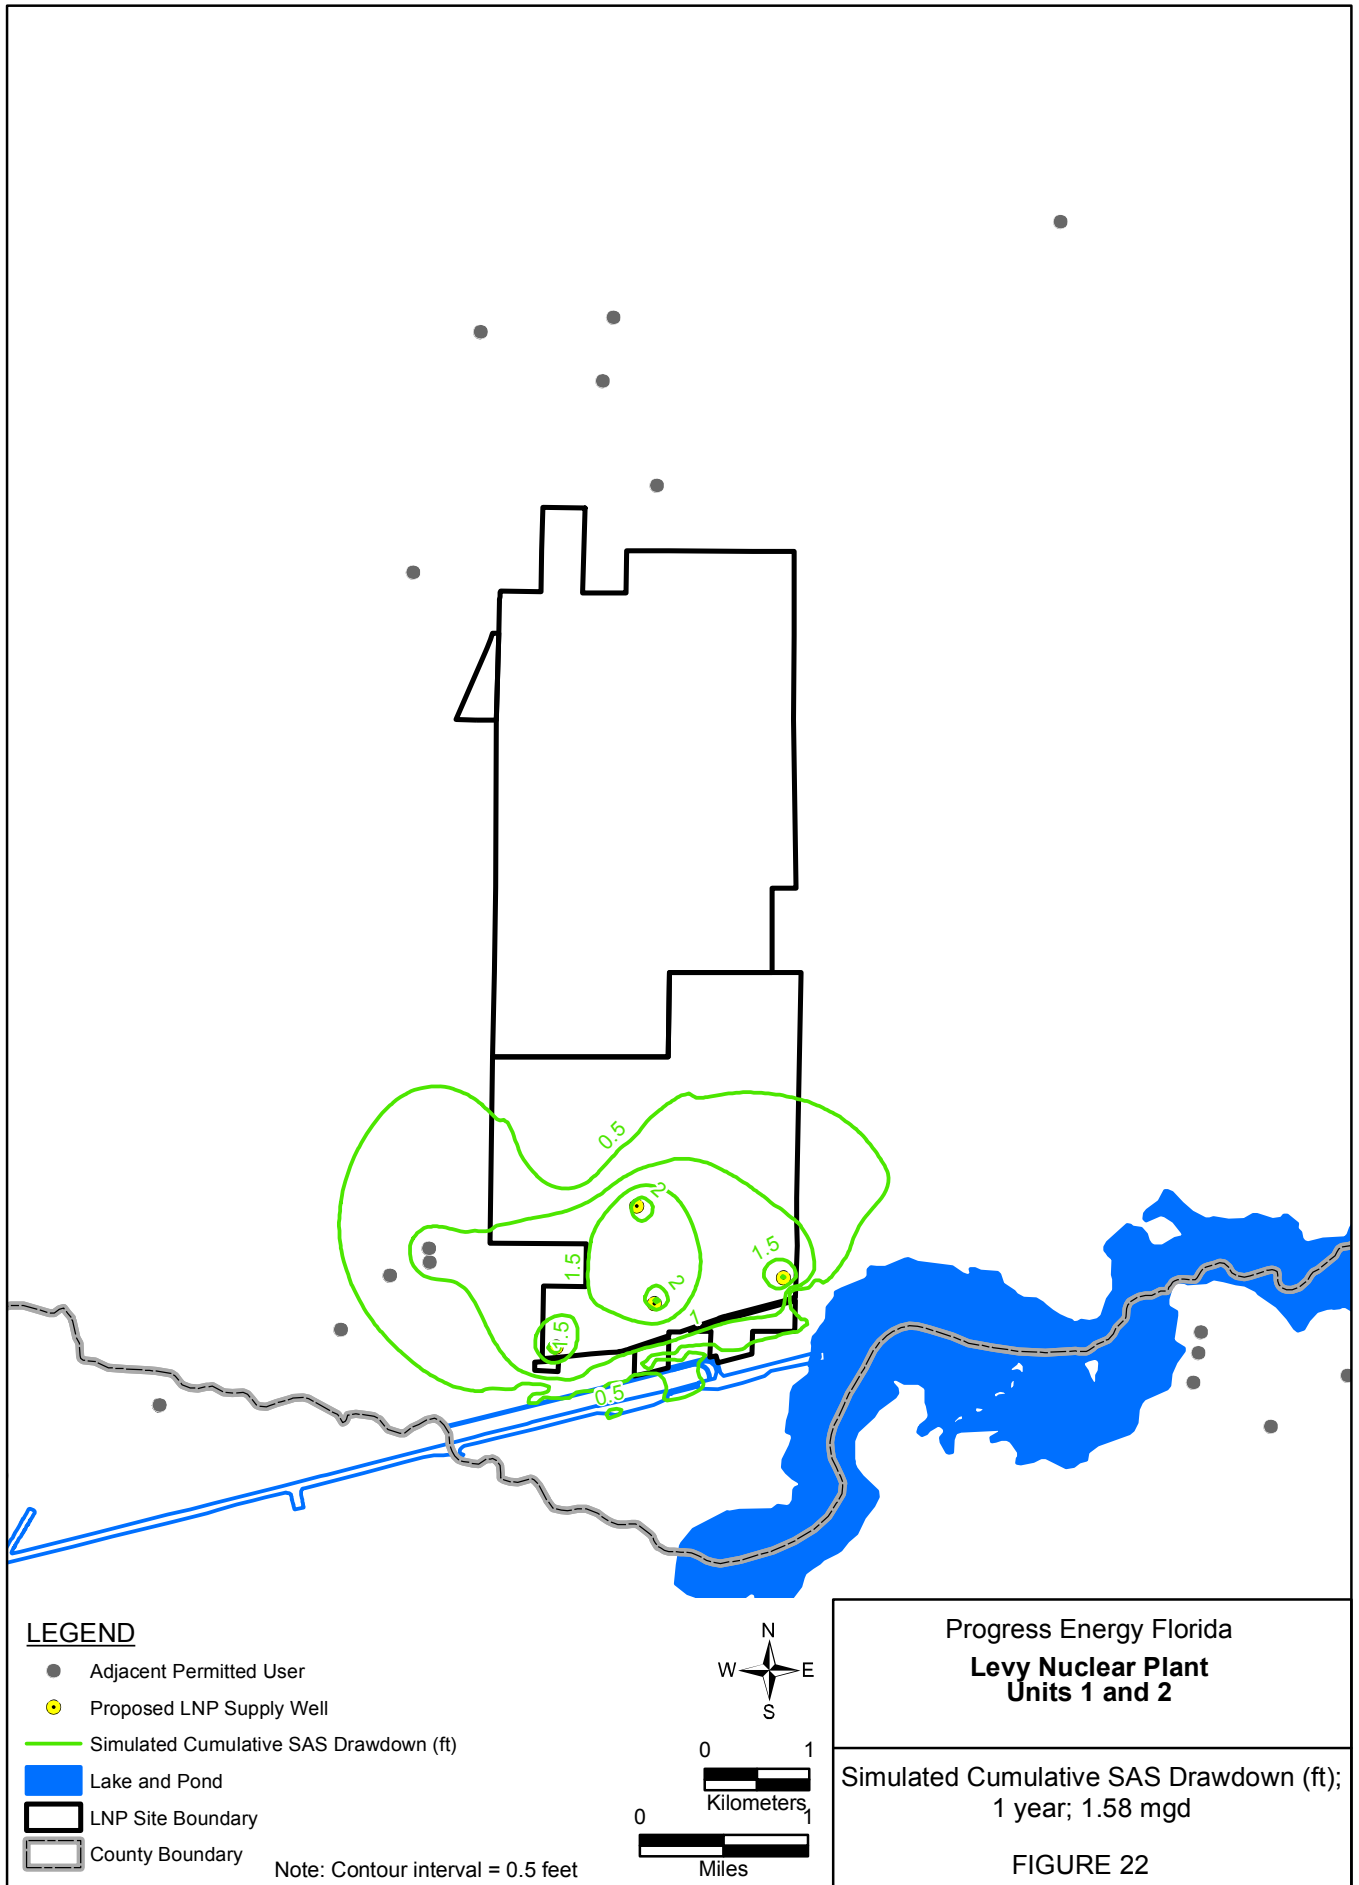 0.5
2
1.5
1.5
2
1
1.5
0.5
LEGEND
Adjacent Permitted User
Proposed LNP Supply Well
Simulated Cumulative SAS Drawdown (ft)
Lake and Pond
LNP Site Boundary
County Boundary
Note: Contour interval = 0.5 feet
N
W E
S
0 1
Kilometers
0 1
Miles
Progress Energy Florida
Levy Nuclear Plant
Units 1 and 2
Simulated Cumulative SAS Drawdown (ft);
1 year; 1.58 mgd
FIGURE 22